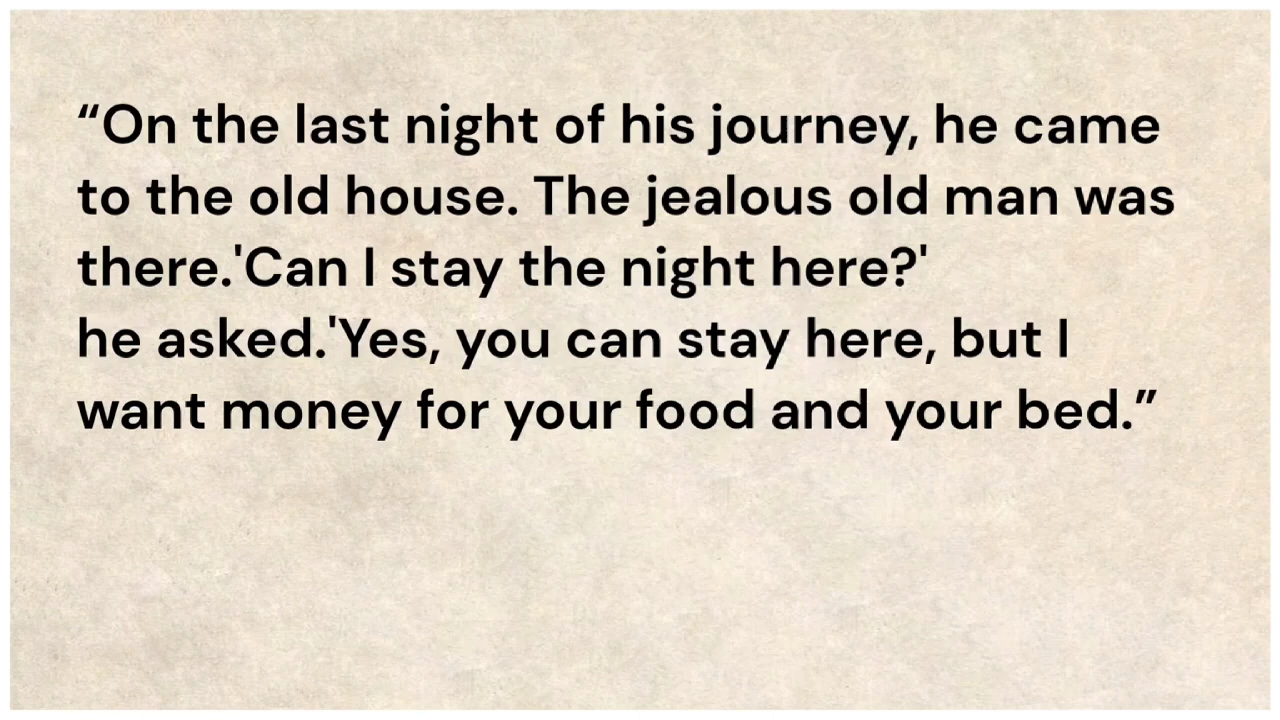 “On the last night of his journey, he came
to the old house. The jealous old man was
there.'Can I stay the night here?'
he asked.'Yes, you can stay here, but I
want money for your food and your bed.”